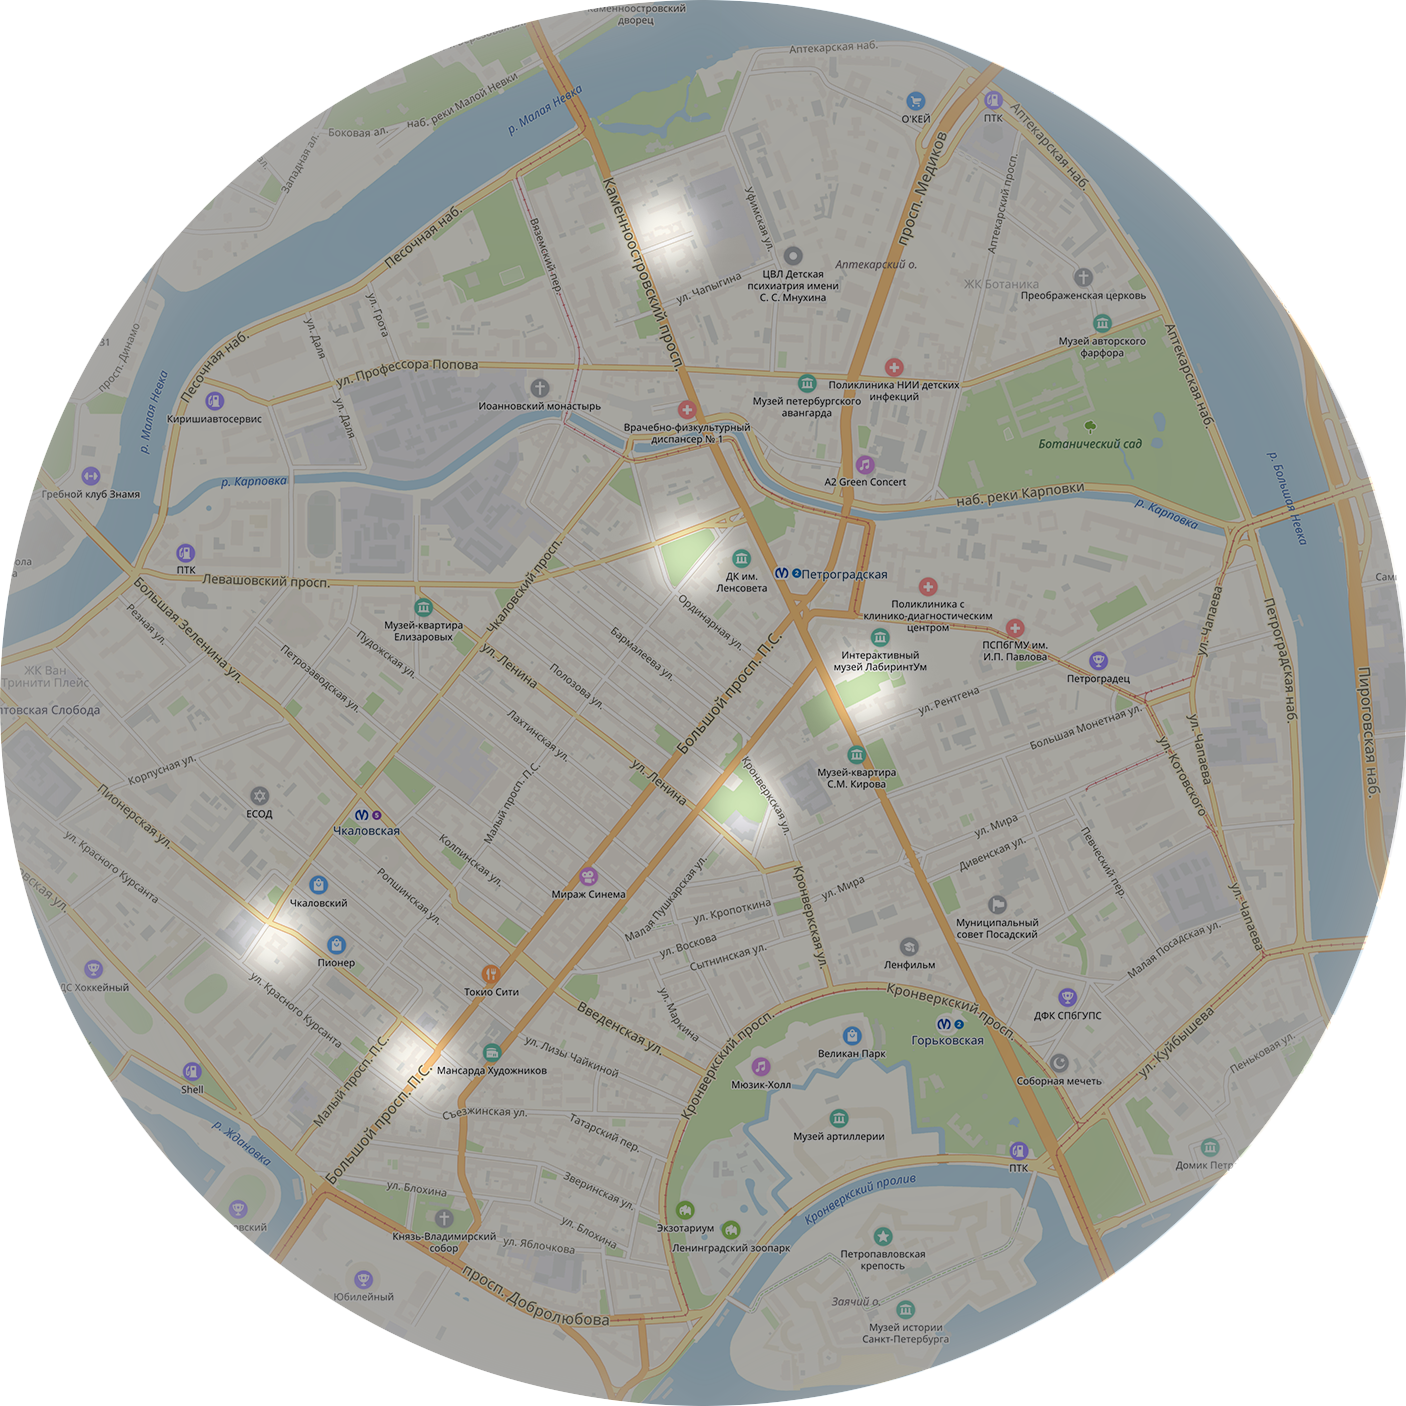 Каменноостровский
дворец
Аптекарская наб.
наб. реки Малой Невки
р. Малая Невка
Боковая ал.
Западная ал.
О'КЕЙ
ПТК
Аптекарская наб.
просп. Медиков
Аптекарский просп.
Каменноостровский просп.
Уфимская ул.
Песочная наб.
Вяземский пер.
ЦВЛ Детская
психиатрия имени
С. С. Мнухина
Аптекарский о.
ул. Чапыгина
ЖК Ботаника
Преображенская церковь
Музей авторского
фарфора
ул. Грота
ул. Даля
просп. Динамо
31
Песочная наб.
ул. Профессора Попова
Аптекарская наб.
Поликлиника НИИ детских
инфекций
Музей петербургского
авангарда
Иоанновский монастырь
Киришиавтосервис
р. Малая Невка
ул. Даля
Врачебно-физкультурный
диспансер № 1
Ботанический сад
A2 Green Concert
р. Карповка
Гребной клуб Знамя
наб. реки Карповки
р. Карповка
р. Большая Невка
ПТК
Левашовский просп.
Чкаловский просп.
ДК им.
Ленсовета
Петроградская
2
Поликлиника с
клинико-диагностическим
центром
ПСПбГМУ им.
И.П. Павлова
Интерактивный
музей ЛабиринтУм
Петроградец
Музей-квартира
Елизаровых
Большая Зеленина ул.
Резная ул.
Пудожская ул.
Петрозаводская ул.
Ординарная ул.
Бармалеева ул.
Полозова ул.
ул. Ленина
Лахтинская ул.
Большой просп. П.С.
ул. Чапаева
Петроградская наб.
Пироговская наб.
ЖК Ван
Тринити Плейс
ул. Рентгена
Большая Монетная ул.
ул. Чапаева
ул. Котовского
Музей-квартира
С.М. Кирова
Кронверкская ул.
ул. Ленина
Малый просп. П.С.
Корпусная ул.
Пионерская ул.
ЕСОД
5
Чкаловская
ул. Красного Курсанта
Колпинская ул.
Ропшинская ул.
Мираж Синема
Малая Пушкарская ул.
Кронверкская ул.
ул. Мира
ул. Мира
Дивенская ул.
Певческий пер.
ул. Кропоткина
ул. Воскова
Сытнинская ул.
ул. Маркина
Чкаловский
Пионер
Муниципальный
совет Посадский
Ленфильм
Малая Посадская ул.
ул. Чапаева
Токио Сити
Введенская ул.
Кронверкский просп.
Кронверкский просп.
ДФК СПбГУПС
Горьковская
2
Великан Парк
ул. Красного Курсанта
Малый просп. П.С.
Большой просп. П.С.
Мансарда Художников
ул. Лизы Чайкиной
Мюзик-Холл
Соборная мечеть
ул. Куйбышева
Пеньковая ул.
Shell
р. Ждановка
Съезжинская ул.
Татарский пер.
Музей артиллерии
ПТК
ул. Блохина
Зверинская ул.
Кронверкский пролив
Князь-Владимирский
собор
ул. Яблочкова
ул. Блохина
Экзотариум
Ленинградский зоопарк
Петропавловская
крепость
Юбилейный
просп. Добролюбова
Заячий о.
Музей истории
Санкт-Петербурга